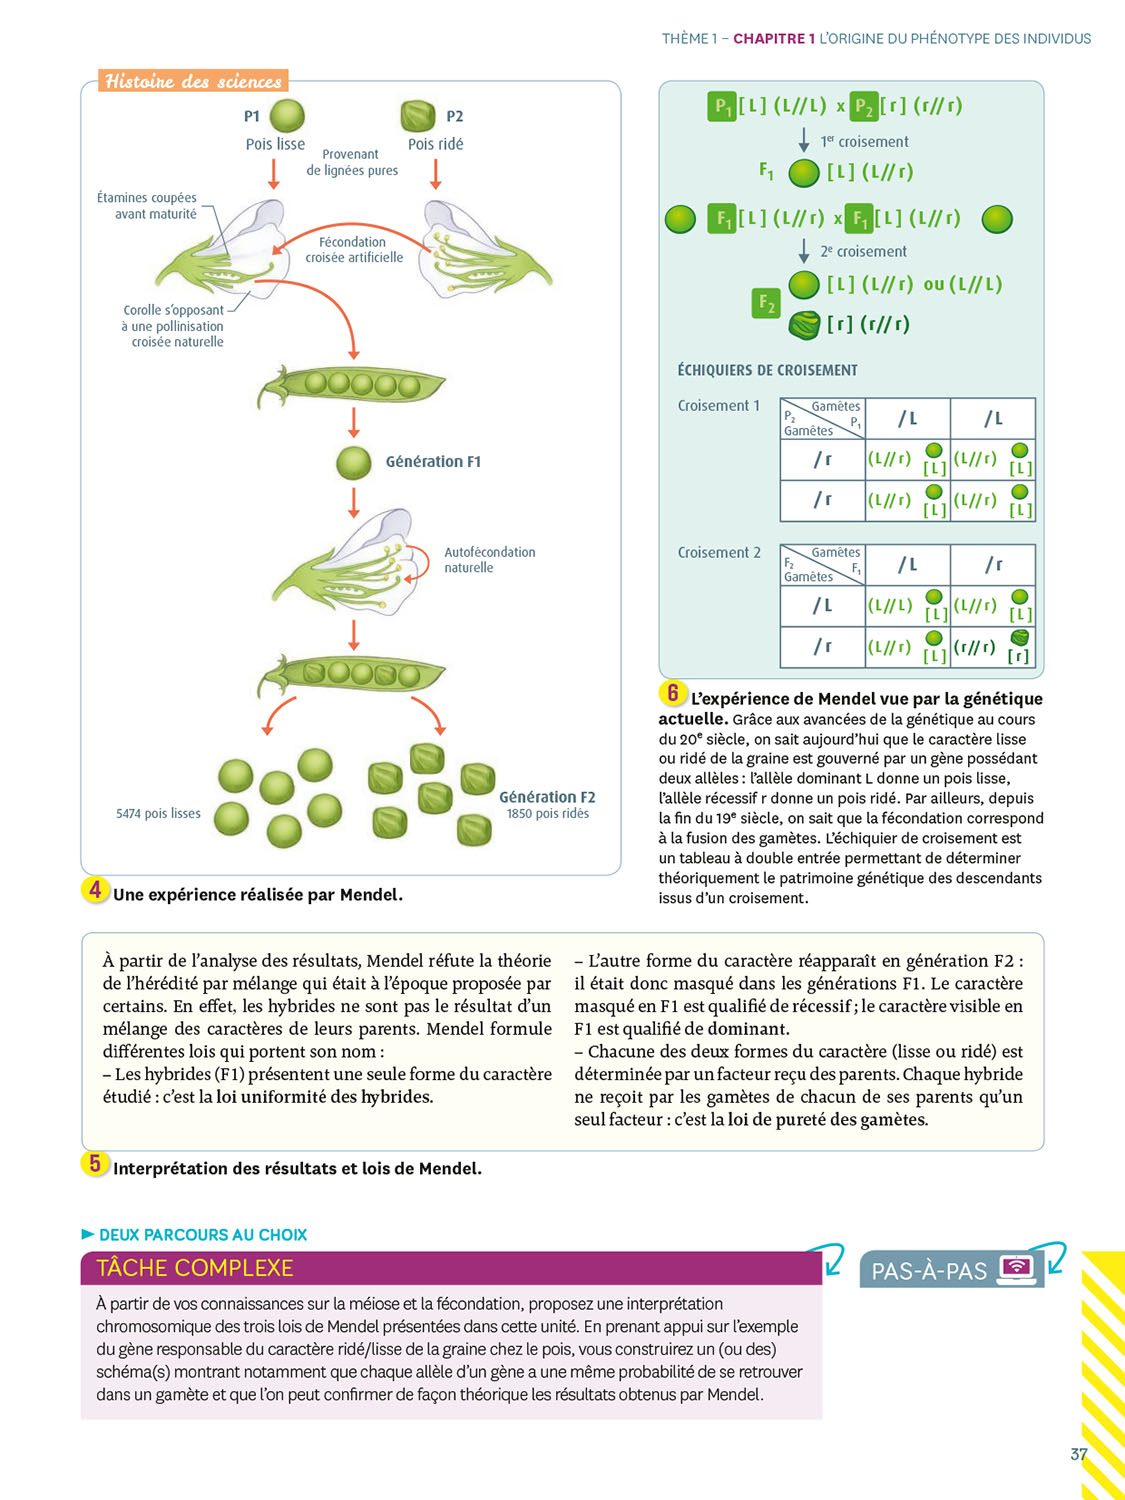 THÈME 1 – CHAPITRE 1 L'ORIGINE DU PHÉNOTYPE DES INDIVIDUS
Histoire des sciences
P1
P2
Pois lisse
Pois ridé
Provenant
de lignées pures
Étamines coupées
avant maturité
Fécondation
croisée artificielle
Corolle s'opposant
à une pollinisation
croisée naturelle
Génération F1
Autofécondation
naturelle
5474 pois lisses
Génération F2
1850 pois ridés
4 Une expérience réalisée par Mendel.
P1 [L] (L//L) x P2 [r] (r//r)
1er croisement
F1 [L] (L//r)
F1 [L] (L//r) x F1 [L] (L//r)
2e croisement
F2
[L] (L//r) ou (L//L)
[r] (r//r)
ÉCHIQUIERS DE CROISEMENT
Croisement 1
Gamètes P1
P2 Gamètes
/L /L
/r (L//r) [L] (L//r) [L]
/r (L//r) [L] (L//r) [L]
Croisement 2
Gamètes F1
F2 Gamètes
/L /r
/L (L//L) [L] (L//r) [L]
/r (L//r) [L] (r//r) [r]
6 L'expérience de Mendel vue par la génétique
actuelle. Grâce aux avancées de la génétique au cours
du 20e siècle, on sait aujourd'hui que le caractère lisse
ou ridé de la graine est gouverné par un gène possédant
deux allèles : l'allèle dominant L donne un pois lisse,
l'allèle récessif r donne un pois ridé. Par ailleurs, depuis
la fin du 19e siècle, on sait que la fécondation correspond
à la fusion des gamètes. L'échiquier de croisement est
un tableau à double entrée permettant de déterminer
théoriquement le patrimoine génétique des descendants
issus d'un croisement.
À partir de l'analyse des résultats, Mendel réfute la théorie
de l'hérédité par mélange qui était à l'époque proposée par
certains. En effet, les hybrides ne sont pas le résultat d'un
mélange des caractères de leurs parents. Mendel formule
différentes lois qui portent son nom :
– Les hybrides (F1) présentent une seule forme du caractère
étudié : c'est la loi uniformité des hybrides.
– L'autre forme du caractère réapparaît en génération F2 :
il était donc masqué dans les générations F1. Le caractère
masqué en F1 est qualifié de récessif ; le caractère visible en
F1 est qualifié de dominant.
– Chacune des deux formes du caractère (lisse ou ridé) est
déterminée par un facteur reçu des parents. Chaque hybride
ne reçoit par les gamètes de chacun de ses parents qu'un
seul facteur : c'est la loi de pureté des gamètes.
5 Interprétation des résultats et lois de Mendel.
► DEUX PARCOURS AU CHOIX
TÂCHE COMPLEXE
PAS-À-PAS
À partir de vos connaissances sur la méiose et la fécondation, proposez une interprétation
chromosomique des trois lois de Mendel présentées dans cette unité. En prenant appui sur l'exemple
du gène responsable du caractère ridé/lisse de la graine chez le pois, vous construirez un (ou des)
schéma(s) montrant notamment que chaque allèle d'un gène a une même probabilité de se retrouver
dans un gamète et que l'on peut confirmer de façon théorique les résultats obtenus par Mendel.
37